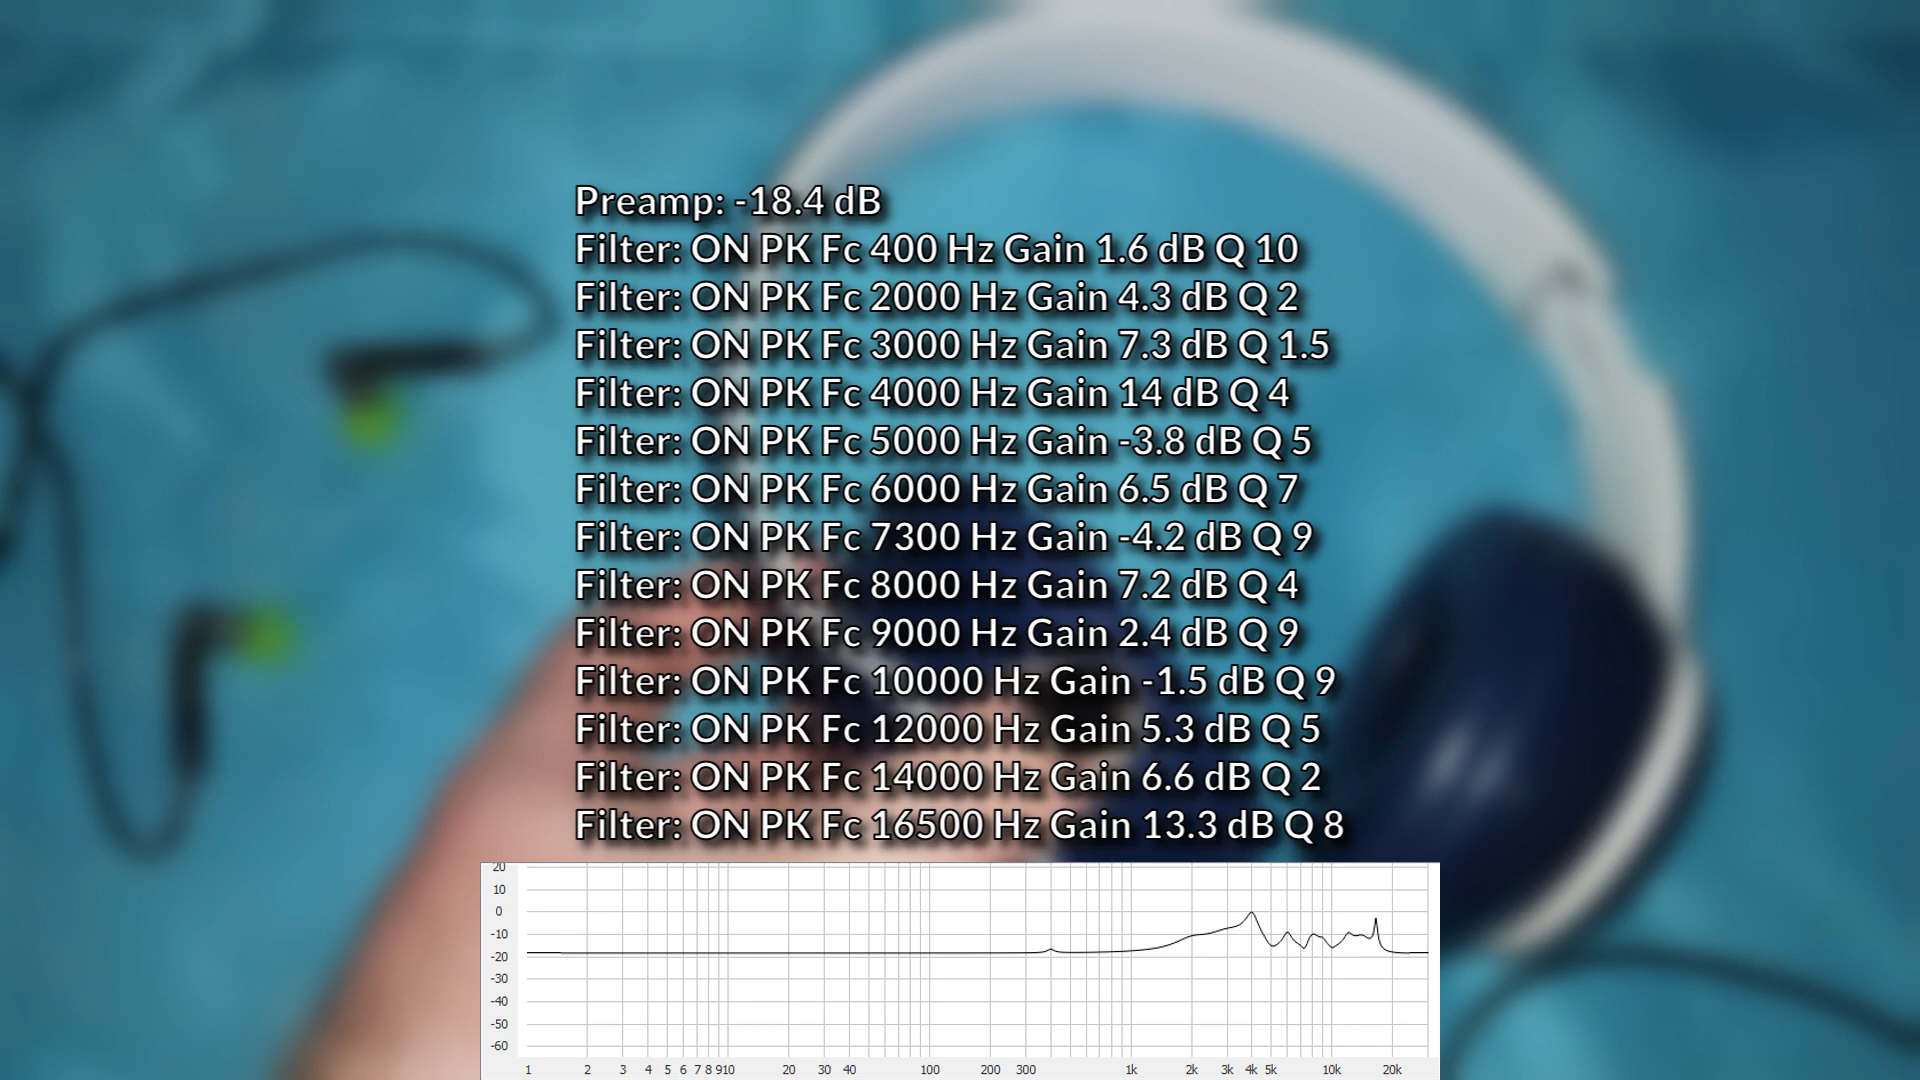 Preamp: -18.4 dB
Filter: ON PK Fc 400 Hz Gain 1.6 dB Q 10
Filter: ON PK Fc 2000 Hz Gain 4.3 dB Q 2
Filter: ON PK Fc 3000 Hz Gain 7.3 dB Q 1.5
Filter: ON PK Fc 4000 Hz Gain 14 dB Q 4
Filter: ON PK Fc 5000 Hz Gain -3.8 dB Q 5
Filter: ON PK Fc 6000 Hz Gain 6.5 dB Q 7
Filter: ON PK Fc 7300 Hz Gain -4.2 dB Q 9
Filter: ON PK Fc 8000 Hz Gain 7.2 dB Q 4
Filter: ON PK Fc 9000 Hz Gain 2.4 dB Q 9
Filter: ON PK Fc 10000 Hz Gain -1.5 dB Q 9
Filter: ON PK Fc 12000 Hz Gain 5.3 dB Q 5
Filter: ON PK Fc 14000 Hz Gain 6.6 dB Q 2
Filter: ON PK Fc 16500 Hz Gain 13.3 dB Q 8
20
10
0
-10
-20
-30
-40
-50
-60
1 2 3 4 5 6 7 8 910 20 30 40 100 200 300 1k 2k 3k 4k 5k 10k 20k